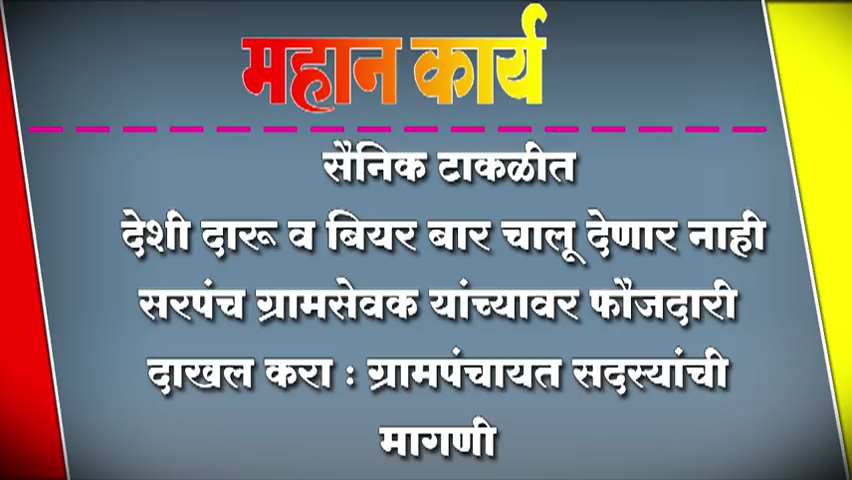 महान कार्य
सैनिक टाकळीत
देशी दारू व बियर बार चालू देणार नाही
सरपंच ग्रामसेवक यांच्यावर फौजदारी
दाखल करा : ग्रामपंचायत सदस्यांची
मागणी